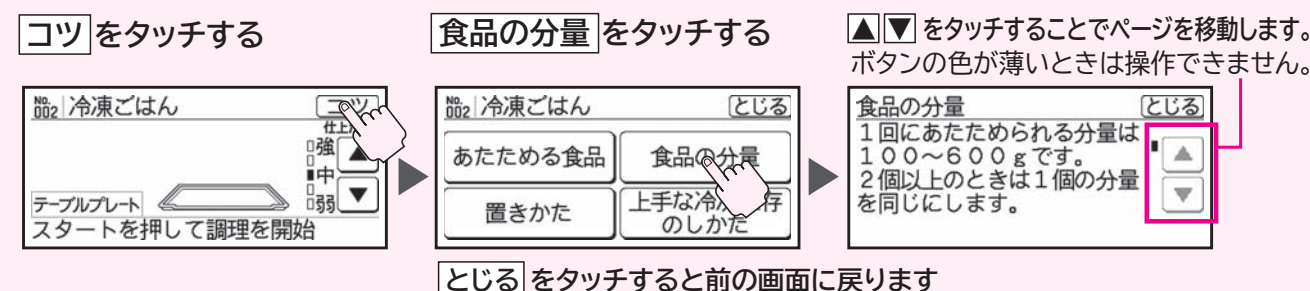 コツ をタッチする
No. 002 冷凍ごはん
コツ
仕上
強
中
弱
テーブルプレート
スタートを押して調理を開始
食品の分量 をタッチする
No. 002 冷凍ごはん とじる
あたためる食品 食品の分量
置きかた
上手な冷
存
のしかた
とじる をタッチすると前の画面に戻ります
▲▼ をタッチすることでページを移動します。
ボタンの色が薄いときは操作できません。
食品の分量 とじる
1回にあたためられる分量は
100〜600gです。
2個以上のときは1個の分量
を同じにします。